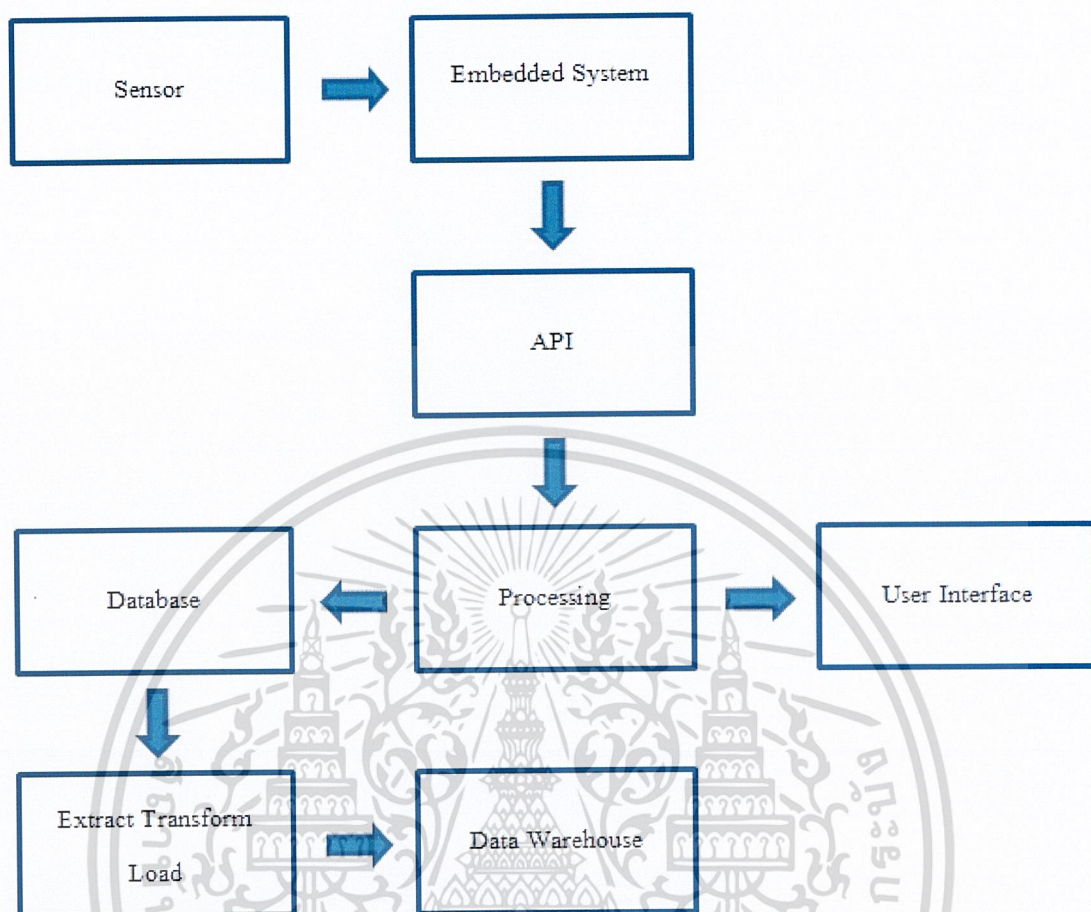 Sensor
Embedded System
API
Database
Processing
User Interface
Extract Transform
Load
Data Warehouse